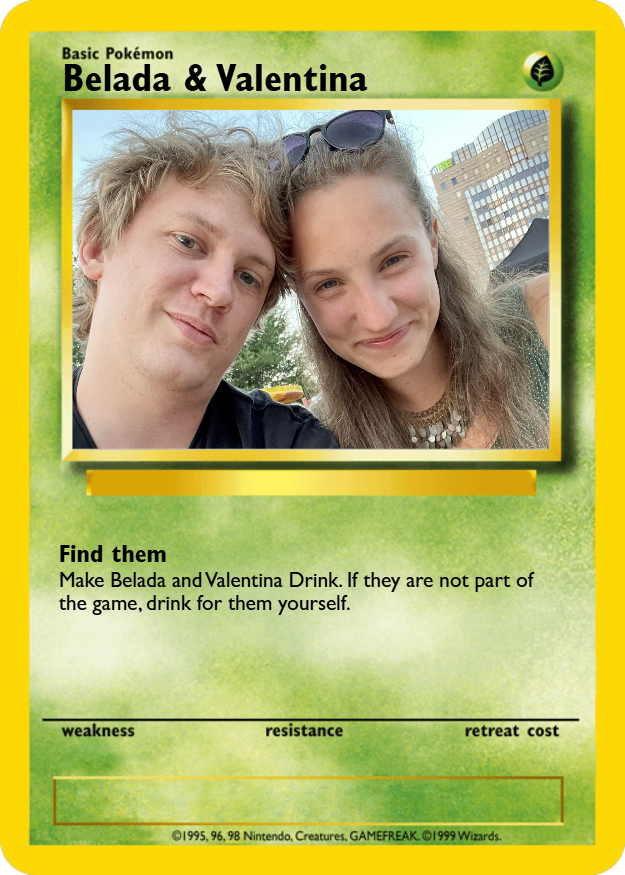 Basic Pokémon
Belada & Valentina
Find them
Make Belada and Valentina Drink. If they are not part of
the game, drink for them yourself.
weakness resistance retreat cost
©1995, 96, 98 Nintendo, Creatures, GAMEFREAK. ©1999 Wizards.